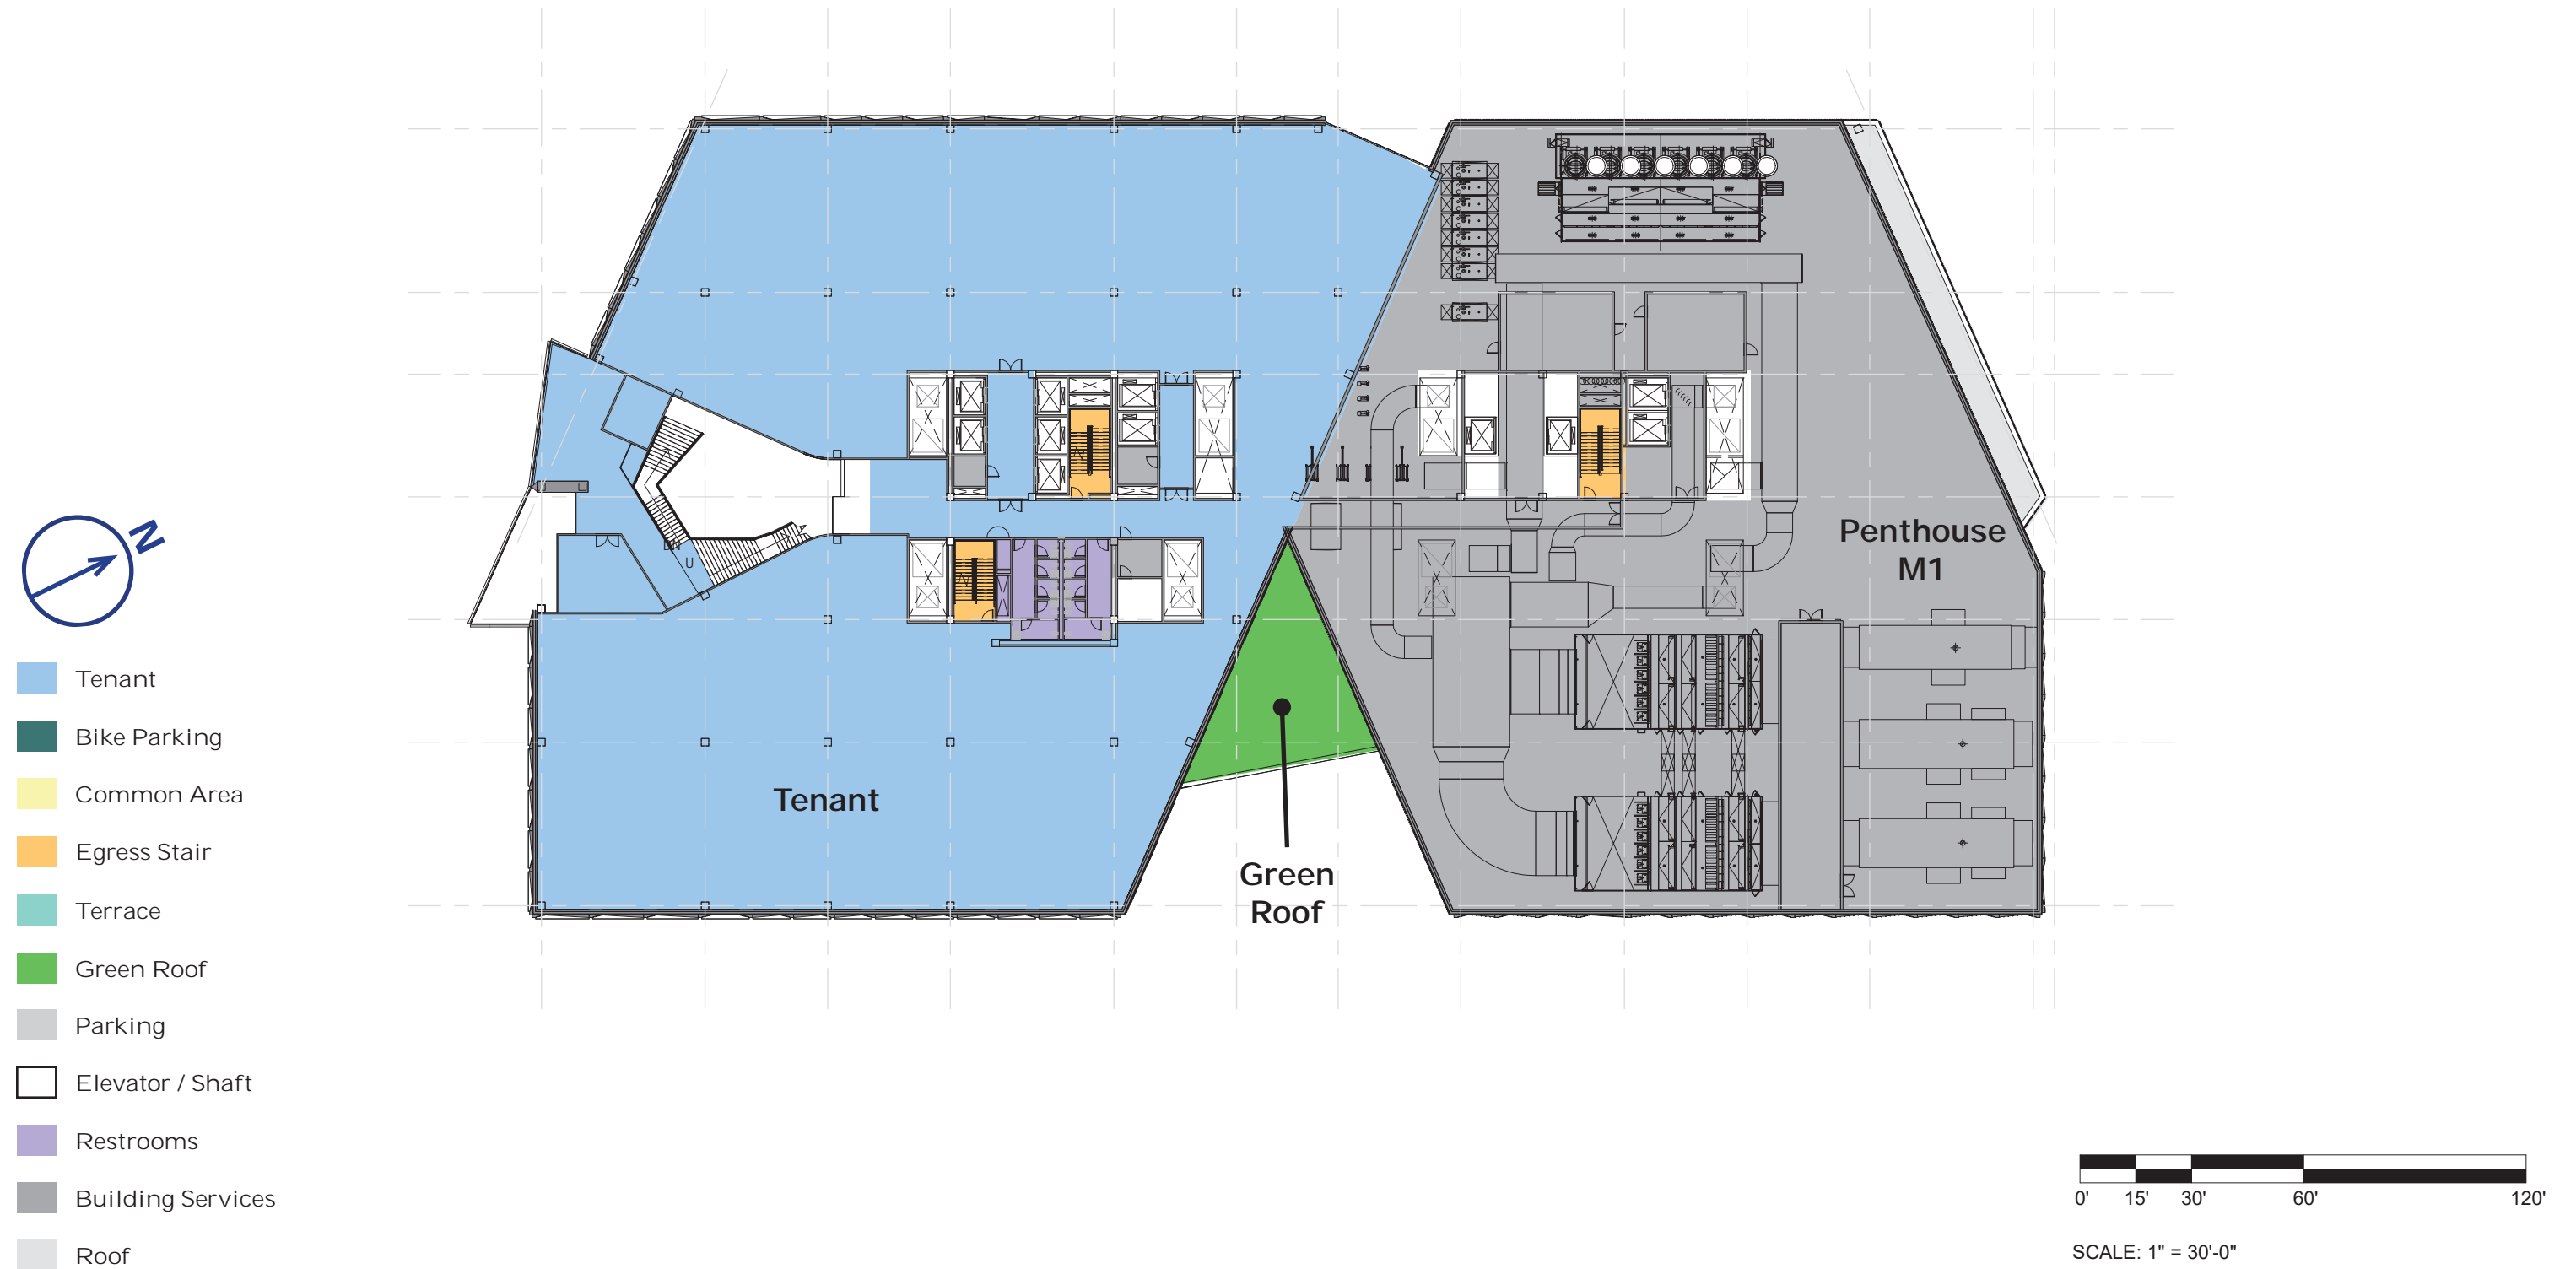 Penthouse
M1
Tenant
Green
Roof
U
N
Tenant
Bike Parking
Common Area
Egress Stair
Terrace
Green Roof
Parking
Elevator / Shaft
Restrooms
Building Services
Roof
0' 15' 30' 60' 120'
SCALE: 1" = 30'-0"